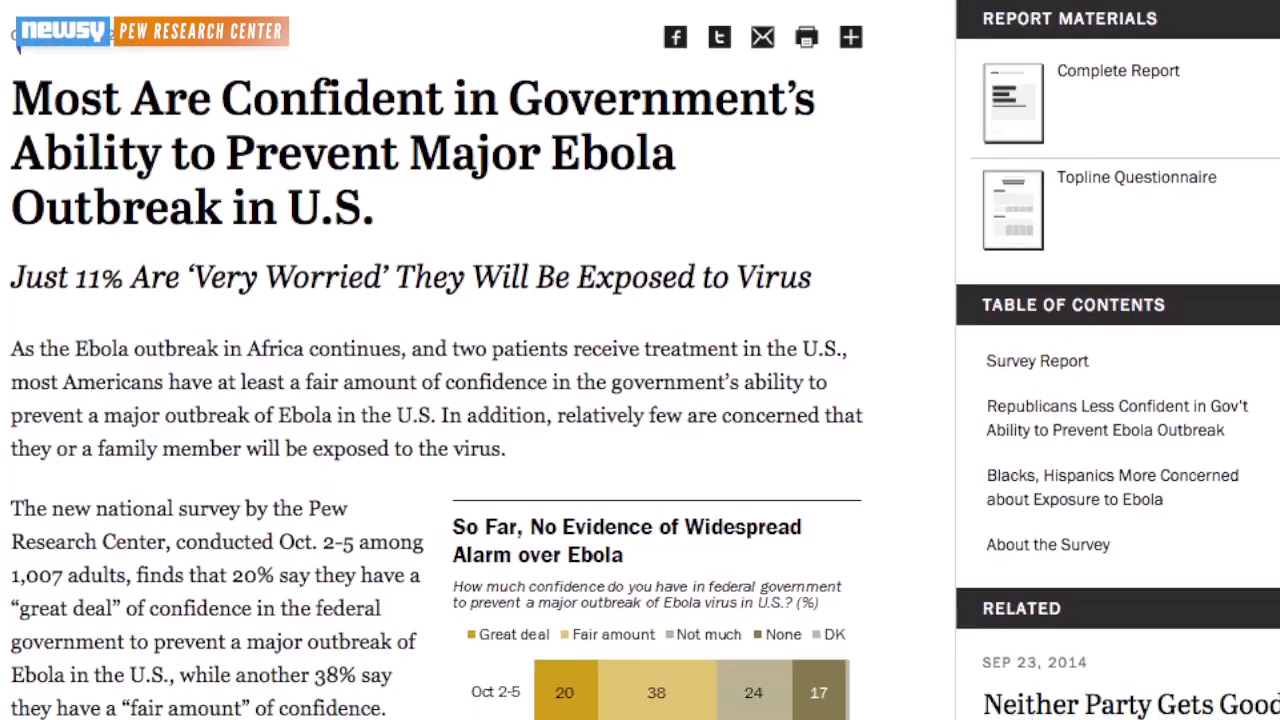 newsy PEW RESEARCH CENTER
Most Are Confident in Government's
Ability to Prevent Major Ebola
Outbreak in U.S.
Just 11% Are ‘Very Worried’ They Will Be Exposed to Virus
As the Ebola outbreak in Africa continues, and two patients receive treatment in the U.S.,
most Americans have at least a fair amount of confidence in the government's ability to
prevent a major outbreak of Ebola in the U.S. In addition, relatively few are concerned that
they or a family member will be exposed to the virus.
The new national survey by the Pew
Research Center, conducted Oct. 2-5 among
1,007 adults, finds that 20% say they have a
“great deal” of confidence in the federal
government to prevent a major outbreak of
Ebola in the U.S., while another 38% say
they have a “fair amount” of confidence.
So Far, No Evidence of Widespread
Alarm over Ebola
How much confidence do you have in federal government
to prevent a major outbreak of Ebola virus in U.S.? (%)
Great deal Fair amount Not much None DK
Oct 2-5 20 38 24 17
REPORT MATERIALS
Complete Report
Topline Questionnaire
TABLE OF CONTENTS
Survey Report
Republicans Less Confident in Gov't
Ability to Prevent Ebola Outbreak
Blacks, Hispanics More Concerned
about Exposure to Ebola
About the Survey
RELATED
SEP 23, 2014
Neither Party Gets Good